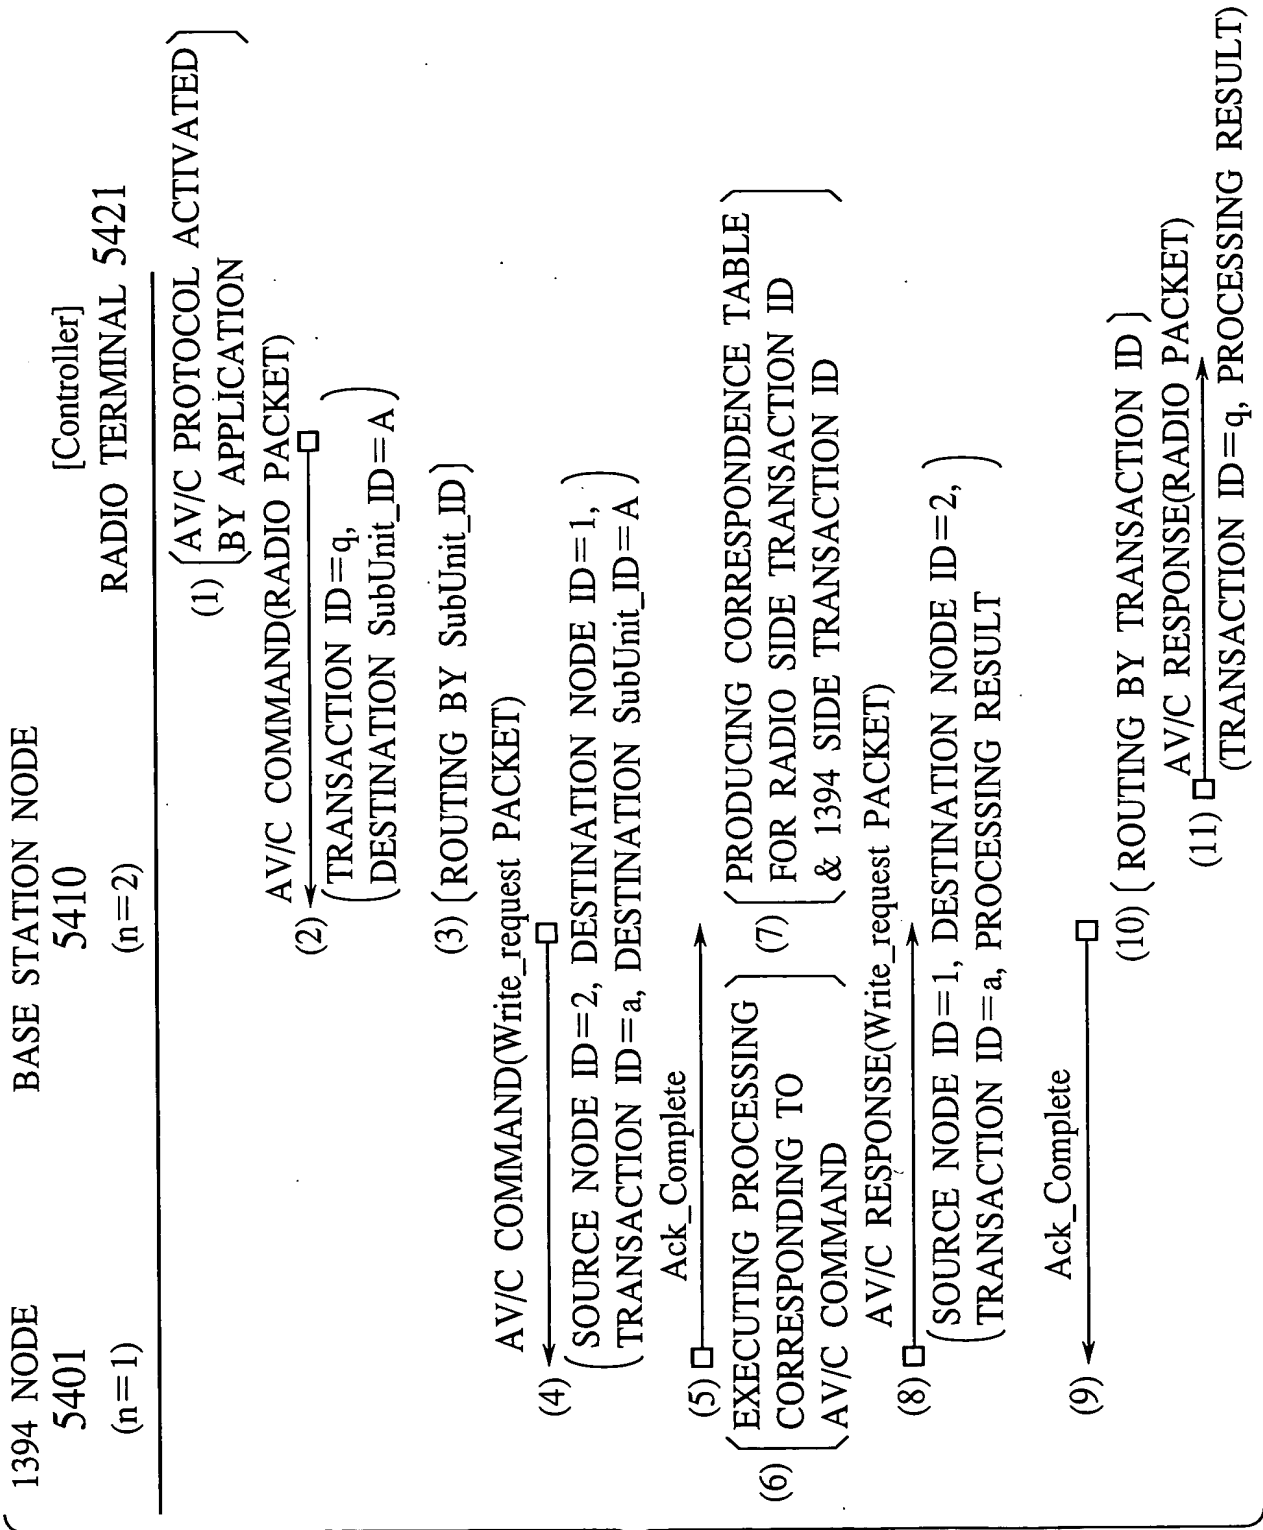 1394 NODE
5401
(n=1)
BASE STATION NODE
5410
(n=2)
[Controller]
RADIO TERMINAL 5421
(1) AV/C PROTOCOL ACTIVATED
BY APPLICATION
AV/C COMMAND(RADIO PACKET)
(2)
TRANSACTION ID=q,
DESTINATION SubUnit_ID=A
(3) ROUTING BY SubUnit_ID
AV/C COMMAND(Write_request PACKET)
(4)
SOURCE NODE ID=2, DESTINATION NODE ID=1,
TRANSACTION ID=a, DESTINATION SubUnit_ID=A
Ack_Complete
(5)
(6) EXECUTING PROCESSING
CORRESPONDING TO
AV/C COMMAND
(7) PRODUCING CORRESPONDENCE TABLE
FOR RADIO SIDE TRANSACTION ID
& 1394 SIDE TRANSACTION ID
AV/C RESPONSE(Write_request PACKET)
(8)
SOURCE NODE ID=1, DESTINATION NODE ID=2,
TRANSACTION ID=a, PROCESSING RESULT
Ack_Complete
(9)
(10) ROUTING BY TRANSACTION ID
AV/C RESPONSE(RADIO PACKET)
(11)
(TRANSACTION ID=q, PROCESSING RESULT)